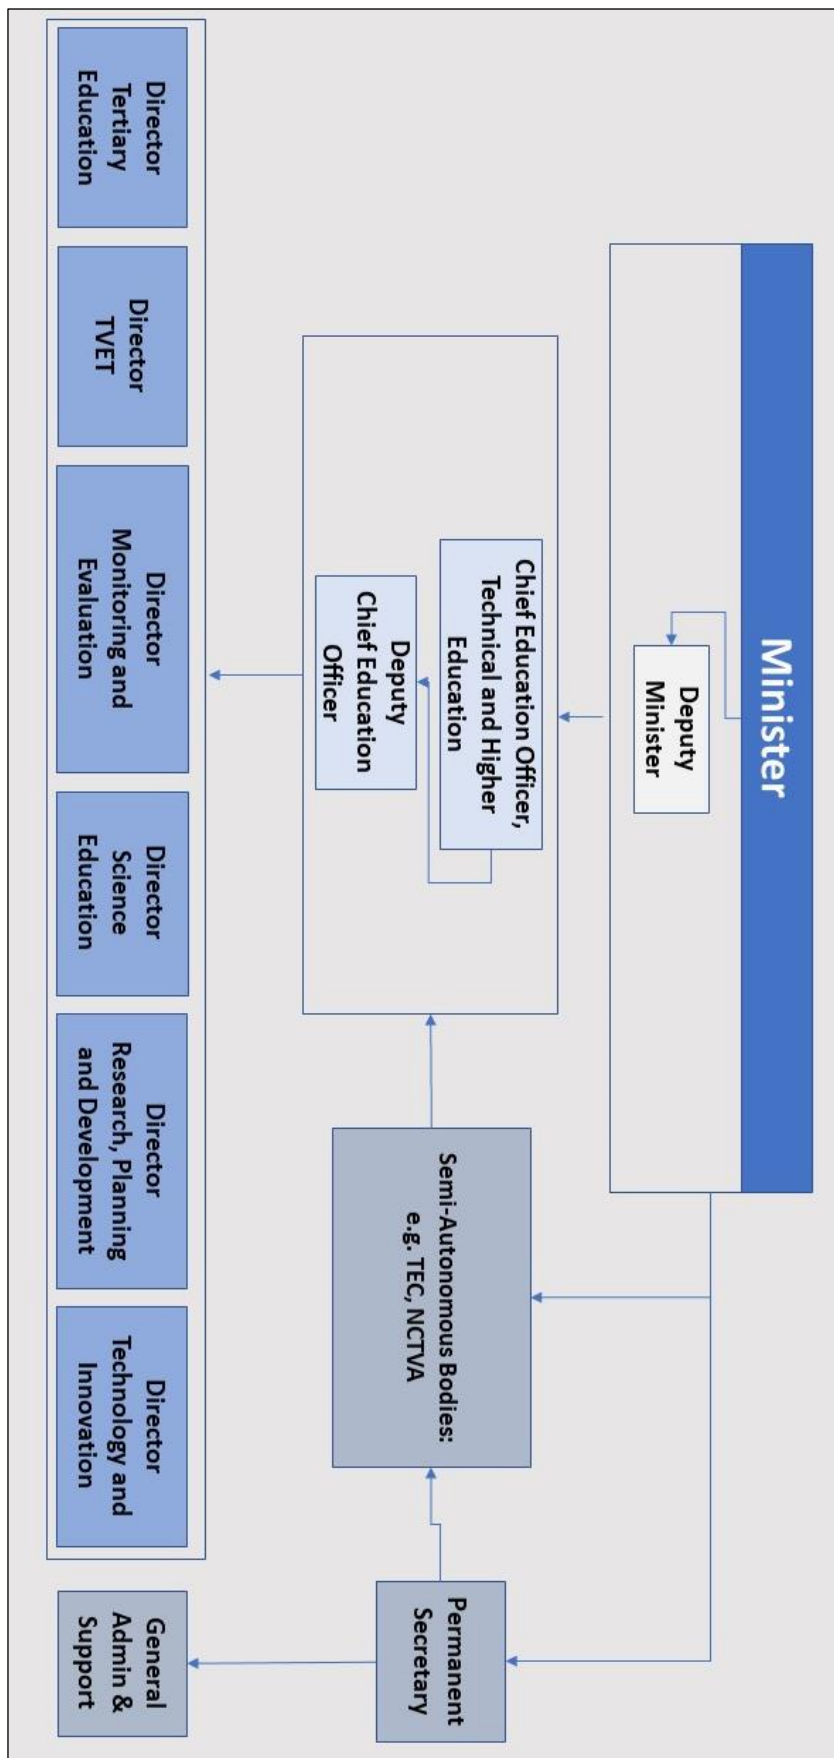 Minister
Deputy
Minister
Chief Education Officer,
Technical and Higher
Education
Deputy
Chief Education
Officer
Semi-Autonomous Bodies:
e.g. TEC, NCTVA
Permanent
Secretary
Director
Tertiary
Education
Director
TVET
Director
Monitoring and
Evaluation
Director
Science
Education
Director
Research, Planning
and Development
Director
Technology and
Innovation
General
Admin &
Support